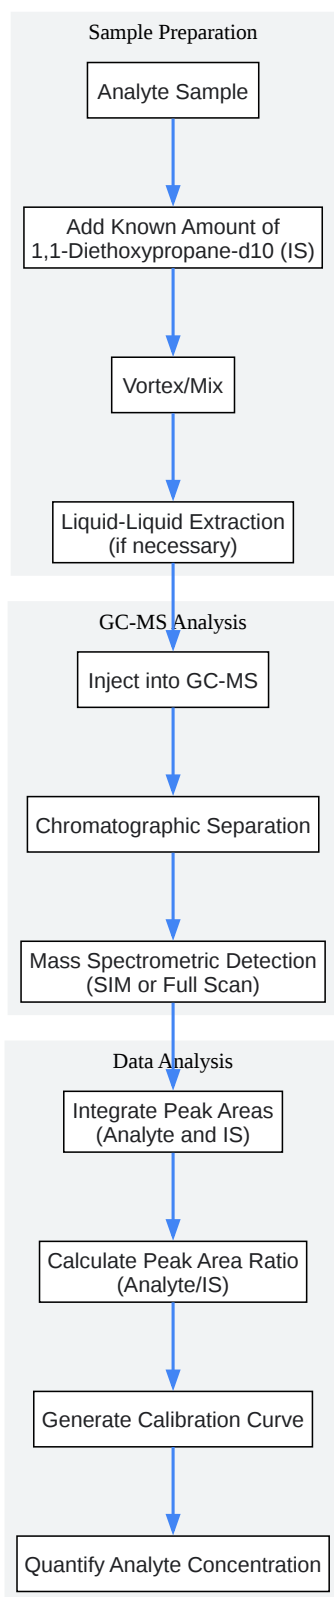 Sample Preparation
Analyte Sample
Add Known Amount of
1,1-Diethoxypropane-d10 (IS)
Vortex/Mix
Liquid-Liquid Extraction
(if necessary)
GC-MS Analysis
Inject into GC-MS
Chromatographic Separation
Mass Spectrometric Detection
(SIM or Full Scan)
Data Analysis
Integrate Peak Areas
(Analyte and IS)
Calculate Peak Area Ratio
(Analyte/IS)
Generate Calibration Curve
Quantify Analyte Concentration